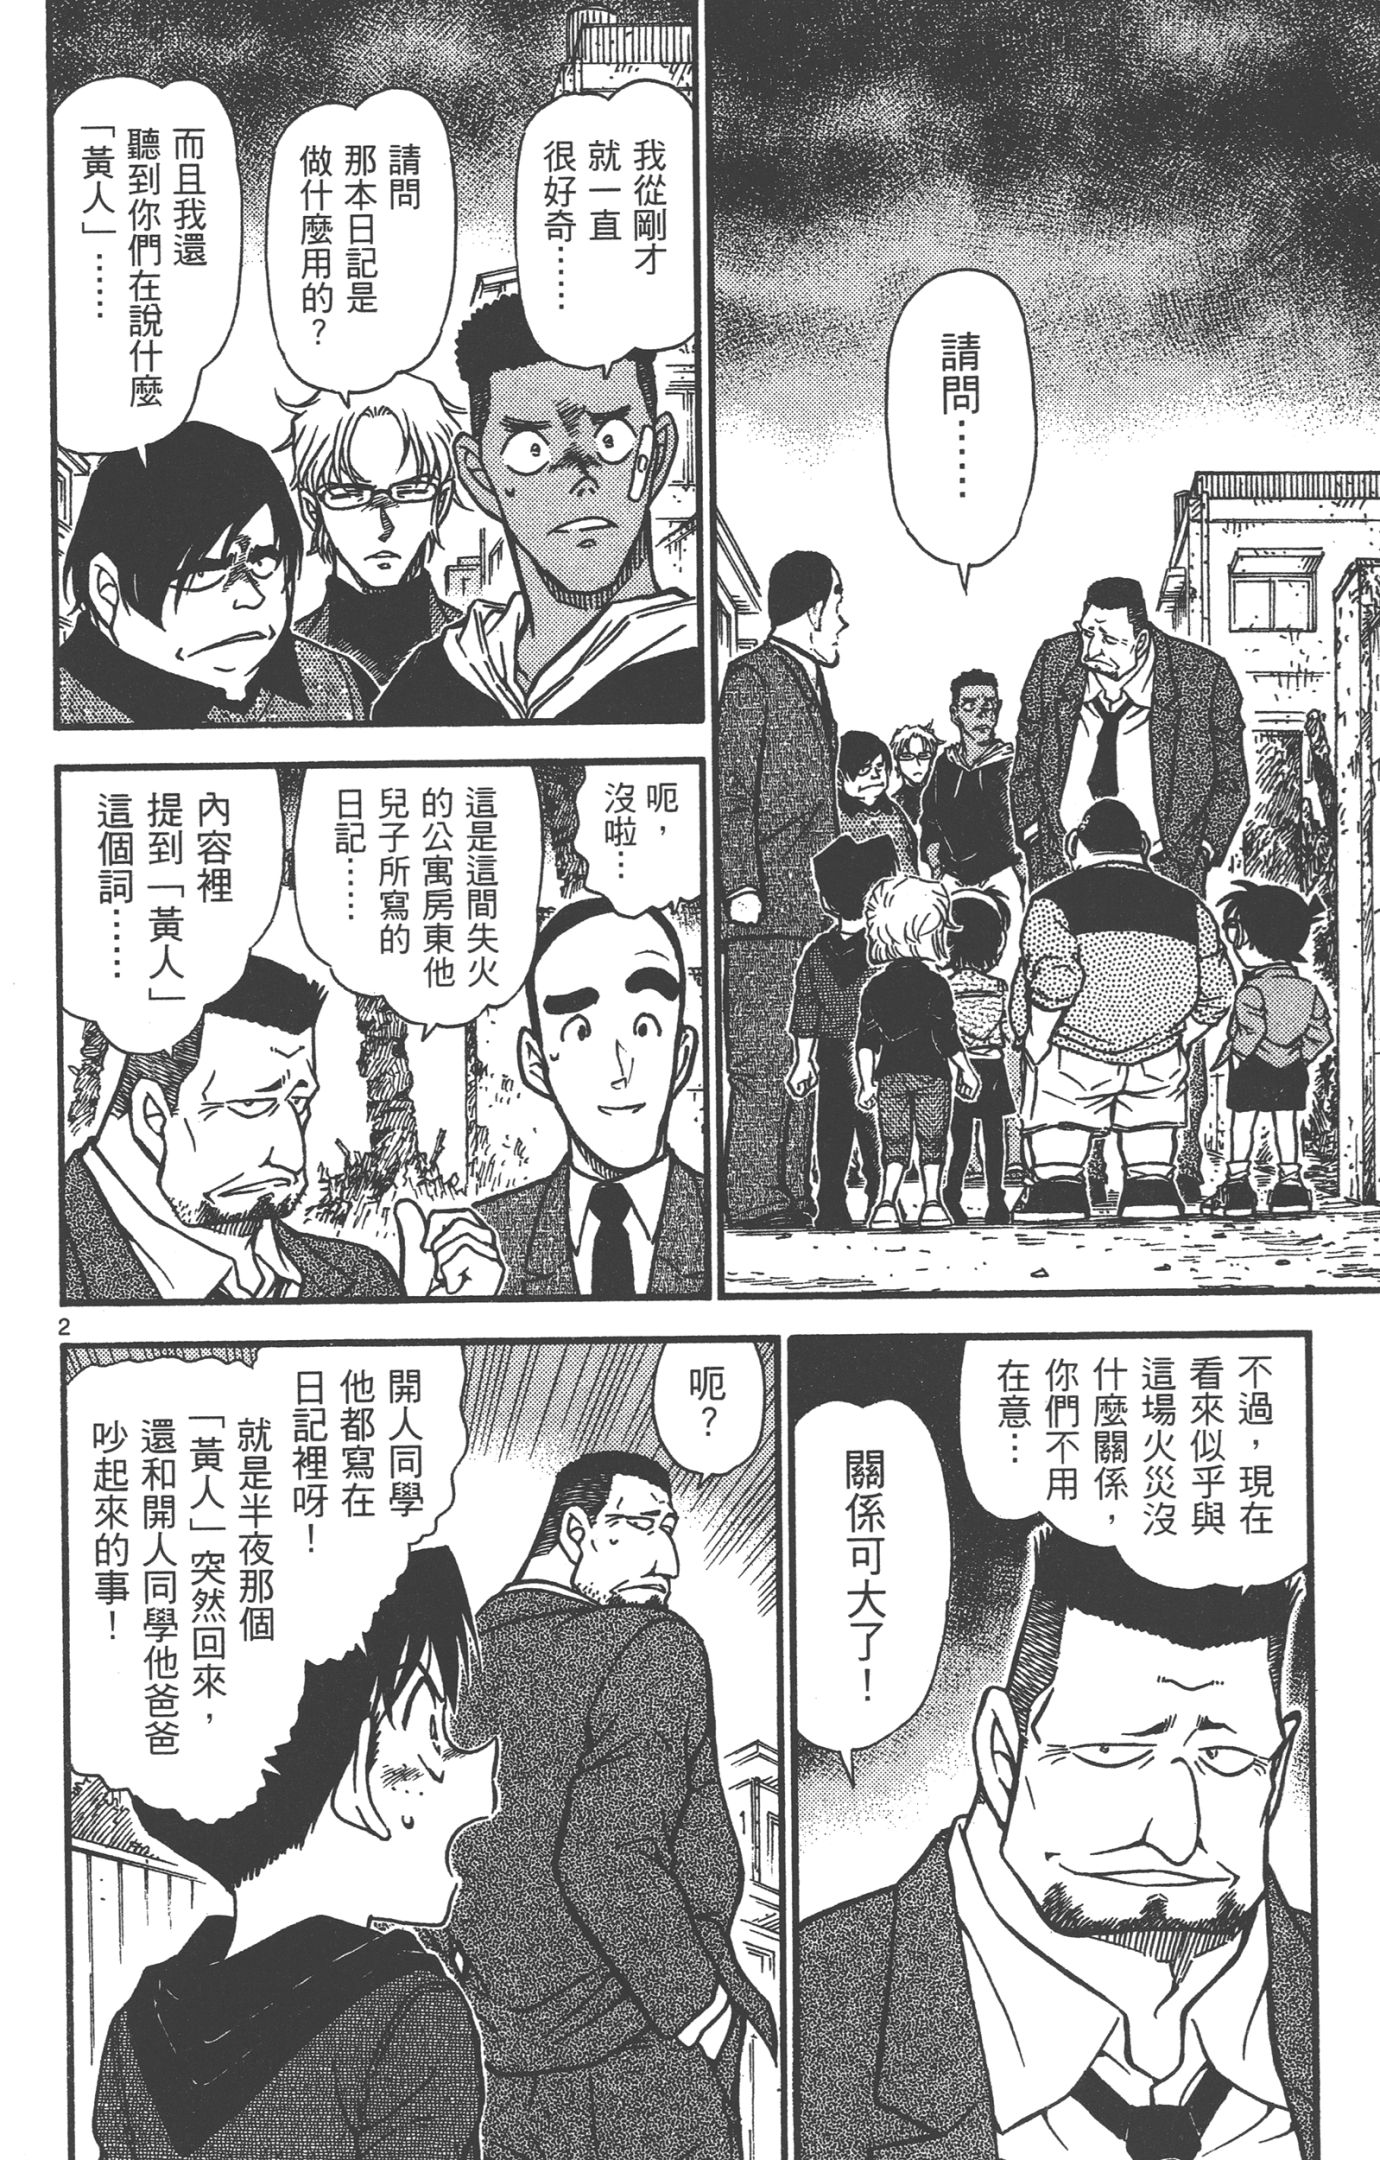 請問……
我從剛才
就一直
很好奇……
請問
那本日記是
做什麼用的？
而且我還
聽到你們在說什麼
「黃人」……
呃，
沒啦…
這是這間失火
的公寓房東他
兒子所寫的
日記……
內容裡
提到「黃人」
這個詞……
2
不過，現在
看來似乎與
這場火災沒
什麼關係，
你們不用
在意…
關係可大了！
呃？
開人同學
他都寫在
日記裡呀！
就是半夜那個
「黃人」突然回來，
還和開人同學他爸爸
吵起來的事！